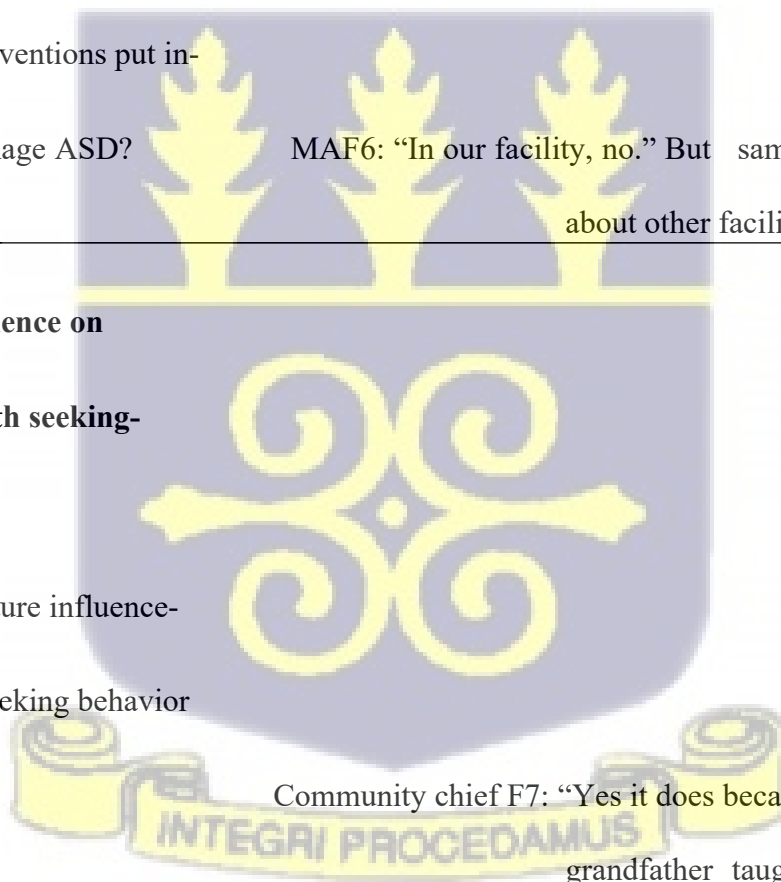 ventions put in-
age ASD? MAF6: “In our facility, no.” But sam
about other facili
ence on
th seeking-
ure influence-
eeking behavior
Community chief F7: “Yes it does beca
INTEGRI PROCEDAMUS
grandfather taug